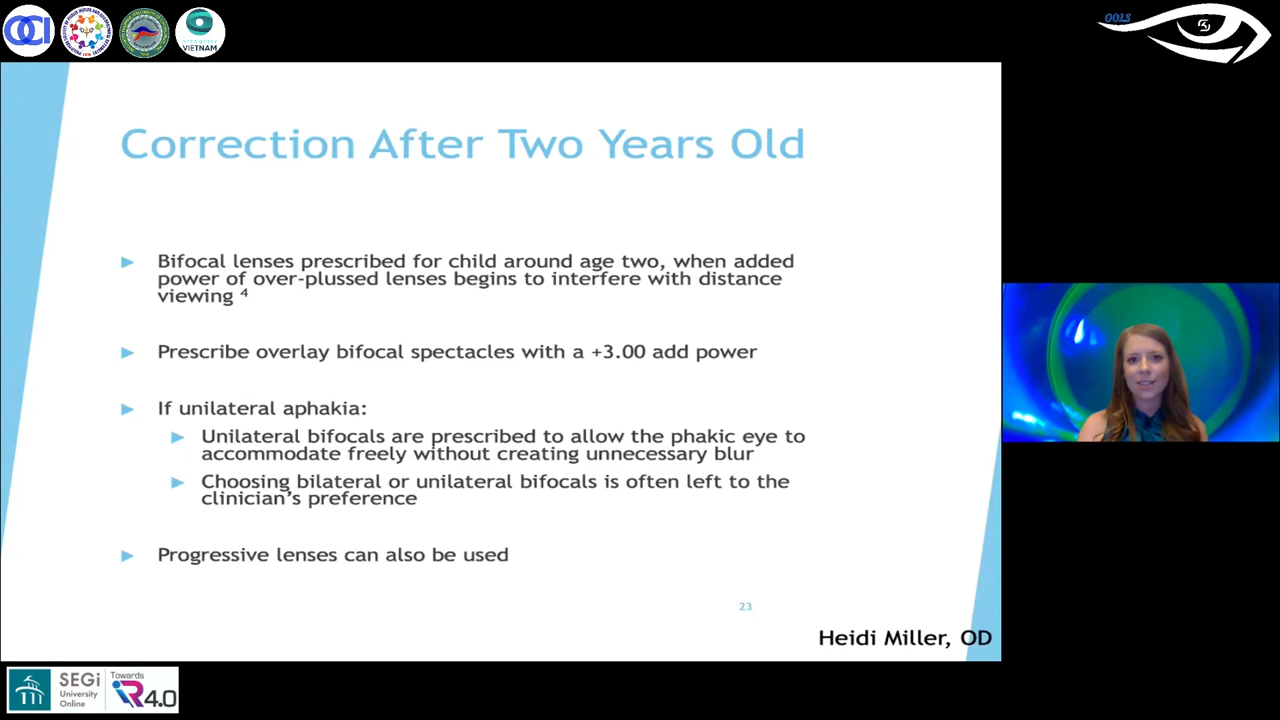 OCI
VIETNAM
OOLS
Correction After Two Years Old
Bifocal lenses prescribed for child around age two, when added
power of over-plussed lenses begins to interfere with distance
viewing 4
Prescribe overlay bifocal spectacles with a +3.00 add power
If unilateral aphakia:
Unilateral bifocals are prescribed to allow the phakic eye to
accommodate freely without creating unnecessary blur
Choosing bilateral or unilateral bifocals is often left to the
clinician's preference
Progressive lenses can also be used
23
Heidi Miller, OD
SEGi
University
Online
Towards
iR4.0